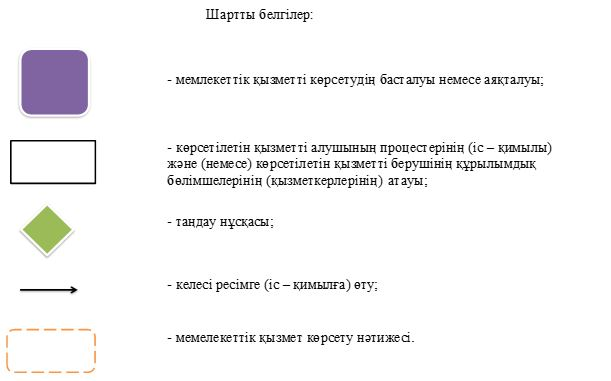 Шартты белгілер:
- мемлекеттік қызметті көрсетудің басталуы немесе аяқталуы;
- көрсетілетін қызметті алушының процестерінің (іс – қимылы)
және (немесе) көрсетілетін қызметті берушінің құрылымдық
бөлімшелерінің (қызметкерлерінің) атауы;
- таңдау нұсқасы;
- келесі ресімге (іс – қимылға) өту;
- мемелекеттік қызмет көрсету нәтижесі.